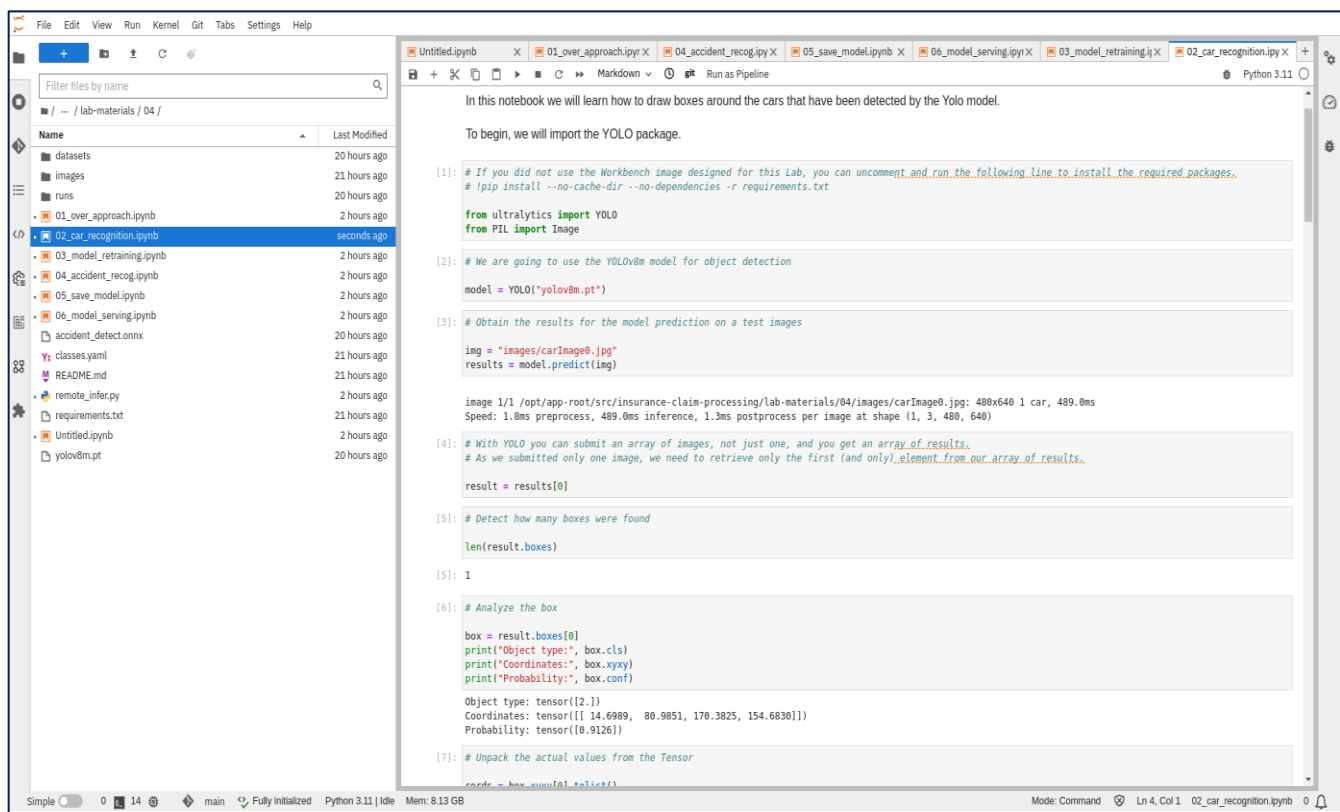 File Edit View Run Kernel Git Tabs Settings Help
Filter files by name
/ ··· / lab-materials / 04 /
Name Last Modified
datasets 20 hours ago
images 21 hours ago
runs 20 hours ago
01_over_approach.ipynb 2 hours ago
02_car_recognition.ipynb seconds ago
03_model_retraining.ipynb 2 hours ago
04_accident_recog.ipynb 2 hours ago
05_save_model.ipynb 2 hours ago
06_model_serving.ipynb 2 hours ago
accident_detect.onnx 20 hours ago
Y: classes.yaml 21 hours ago
M README.md 21 hours ago
remote_infer.py 2 hours ago
requirements.txt 21 hours ago
Untitled.ipynb 2 hours ago
yolov8m.pt 20 hours ago
Untitled.ipynb X 01_over_approach.ipyr X 04_accident_recog.ipy X 05_save_model.ipynb X 06_model_serving.ipyi X 03_model_retraining.i X 02_car_recognition.ipy X +
Markdown git Run as Pipeline Python 3.11
In this notebook we will learn how to draw boxes around the cars that have been detected by the Yolo model.
To begin, we will import the YOLO package.
[1]: # If you did not use the Workbench image designed for this Lab, you can uncomment and run the following line to install the required packages.
# !pip install --no-cache-dir --no-dependencies -r requirements.txt
from ultralytics import YOLO
from PIL import Image
[2]: # We are going to use the YOLOv8m model for object detection
model = YOLO("yolov8m.pt")
[3]: # Obtain the results for the model prediction on a test images
img = "images/carImage0.jpg"
results = model.predict(img)
image 1/1 /opt/app-root/src/insurance-claim-processing/lab-materials/04/images/carImage0.jpg: 480x640 1 car, 489.0ms
Speed: 1.8ms preprocess, 489.0ms inference, 1.3ms postprocess per image at shape (1, 3, 480, 640)
[4]: # With YOLO you can submit an array of images, not just one, and you get an array of results.
# As we submitted only one image, we need to retrieve only the first (and only) element from our array of results.
result = results[0]
[5]: # Detect how many boxes were found
len(result.boxes)
[5]: 1
[6]: # Analyze the box
box = result.boxes[0]
print("Object type:", box.cls)
print("Coordinates:", box.xyxy)
print("Probability:", box.conf)
Object type: tensor([2.])
Coordinates: tensor([[ 14.6989, 80.9851, 170.3825, 154.6830]])
Probability: tensor([0.9126])
[7]: # Unpack the actual values from the Tensor
cords = box.xyxy[0].tolist()
Simple 0 14 main Fully initialized Python 3.11 | Idle Mem: 8.13 GB Mode: Command Ln 4, Col 1 02_car_recognition.ipynb 0